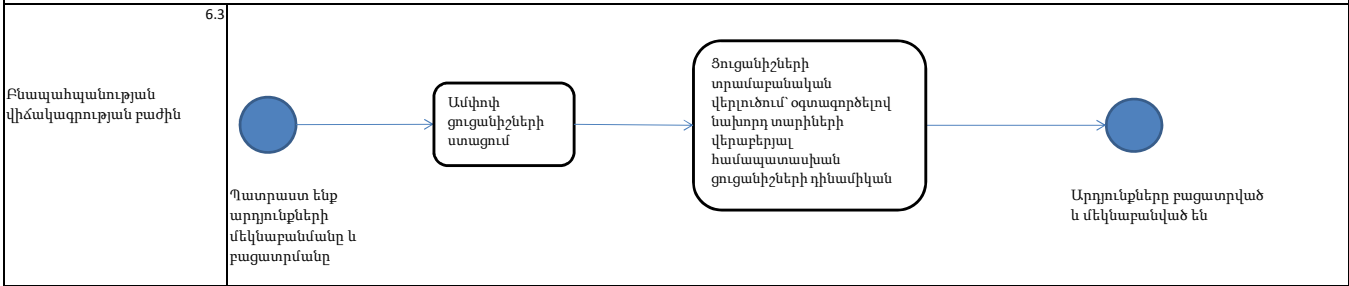 6.3
Բնապահպանության
վիճակագրության բաժին
Պատրաստ ենք
արդյունքների
մեկնաբանմանը և
բացատրմանը
Ամփոփ
ցուցանիշների
ստացում
Ցուցանիշների
տրամաբանական
վերլուծում՝ օգտագործելով
նախորդ տարիների
վերաբերյալ
համապատասխան
ցուցանիշների դինամիկան
Արդյունքները բացատրված
և մեկնաբանված են